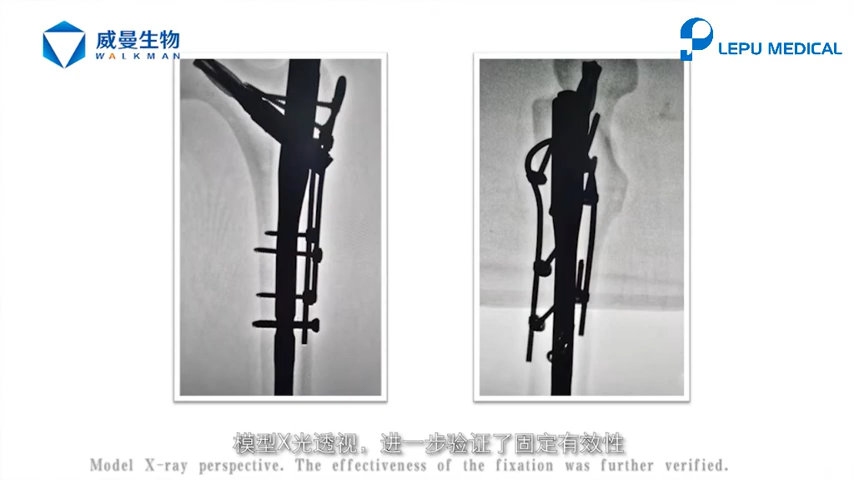 威曼生物
WALKMAN
LEPU MEDICAL
模型X光透视，进一步验证了固定有效性
Model X-ray perspective. The effectiveness of the fixation was further verified.